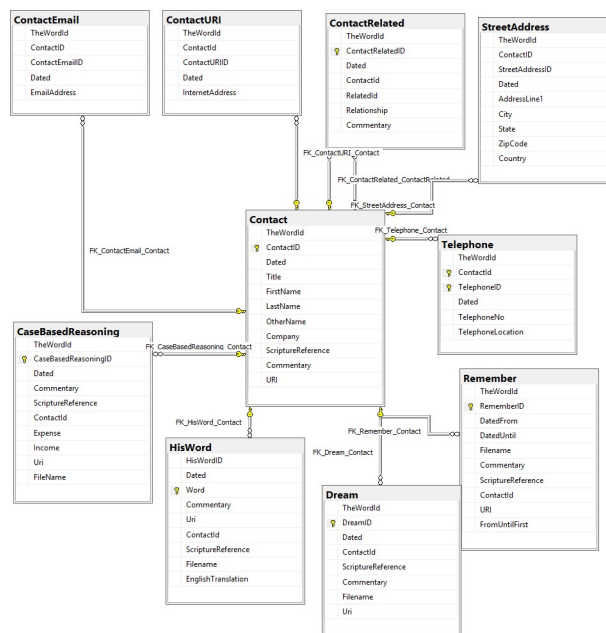 ContactEmail
TheWordId
ContactID
ContactEmailID
Dated
EmailAddress
ContactURI
TheWordId
ContactId
ContactURIID
Dated
InternetAddress
ContactRelated
TheWordId
ContactRelatedID
Dated
ContactId
RelatedId
Relationship
Commentary
StreetAddress
TheWordId
ContactID
StreetAddressID
Dated
AddressLine1
City
State
ZipCode
Country
FK_ContactURI_Contact
FK_ContactRelated_ContactRelated
FK_StreetAddress_Contact
FK_Telephone_Contact
FK_ContactEmail_Contact
Contact
TheWordId
ContactID
Dated
Title
FirstName
LastName
OtherName
Company
ScriptureReference
Commentary
URI
Telephone
TheWordId
ContactId
TelephoneID
Dated
TelephoneNo
TelephoneLocation
CaseBasedReasoning
TheWordId
CaseBasedReasoningID
Dated
Commentary
ScriptureReference
ContactId
Expense
Income
Uri
FileName
FK_CaseBasedReasoning_Contact
FK_HisWord_Contact
FK_Remember_Contact
FK_Dream_Contact
HisWord
HisWordID
Dated
Word
Commentary
Uri
ContactId
ScriptureReference
Filename
EnglishTranslation
Dream
TheWordId
DreamID
Dated
ContactId
ScriptureReference
Commentary
Filename
Uri
Remember
TheWordId
RememberID
DatedFrom
DatedUntil
Filename
Commentary
ScriptureReference
ContactId
URI
FromUntilFirst